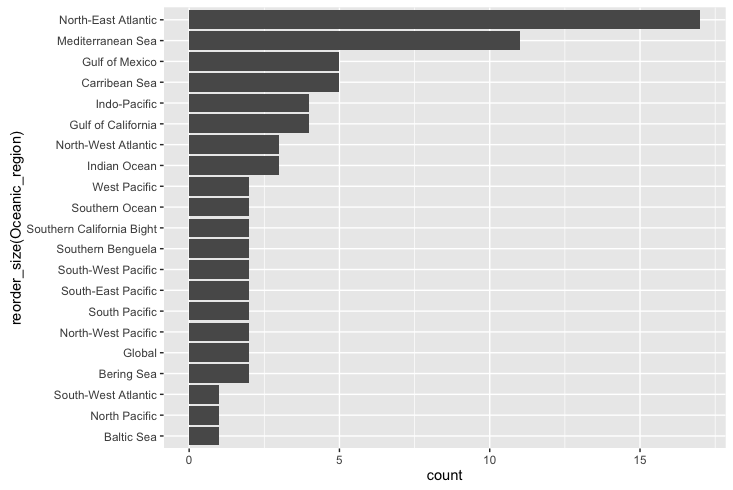 North-East Atlantic
Mediterranean Sea
Gulf of Mexico
Carribean Sea
Indo-Pacific
Gulf of California
North-West Atlantic
Indian Ocean
West Pacific
Southern Ocean
Southern California Bight
Southern Benguela
South-West Pacific
South-East Pacific
South Pacific
North-West Pacific
Global
Bering Sea
South-West Atlantic
North Pacific
Baltic Sea
reorder_size(Oceanic_region)
0 5 10 15
count